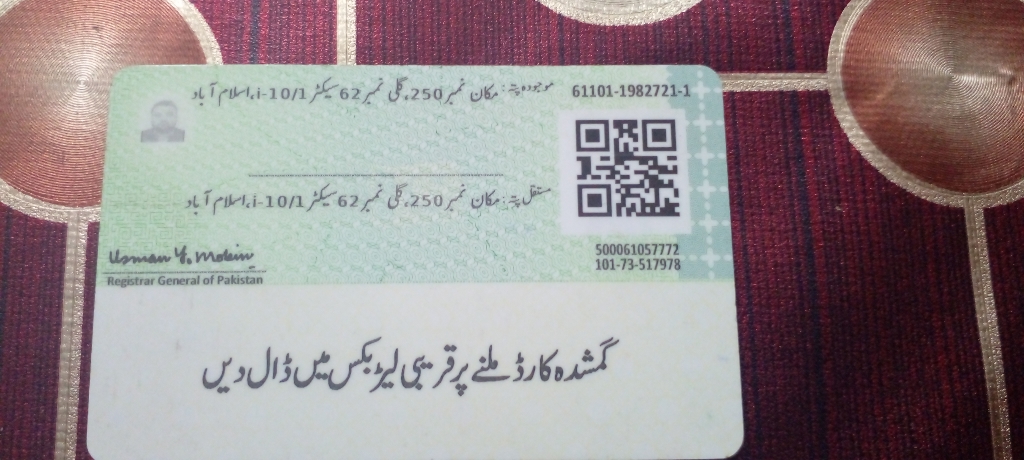 موجودہ پتہ: مکان نمبر 250، گلی نمبر 62 سیکٹر i-10/1، اسلام آباد
61101-1982721-1
مستقل پتہ: مکان نمبر 250، گلی نمبر 62 سیکٹر i-10/1، اسلام آباد
500061057772
101-73-517978
Usman Y. Mobin
Registrar General of Pakistan
گمشدہ کارڈ ملنے پر قریبی لیٹر بکس میں ڈال دیں